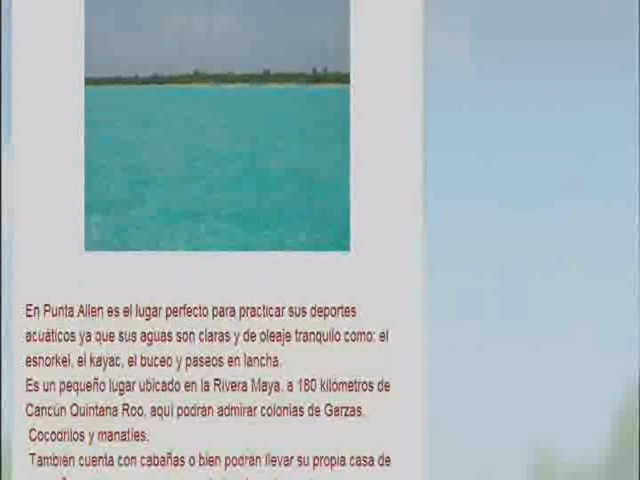 En Punta Allen es el lugar perfecto para practicar sus deportes
acuáticos ya que sus aguas son claras y de oleaje tranquilo como: el
esnorkel, el kayac, el buceo y paseos en lancha.
Es un pequeño lugar ubicado en la Rivera Maya. a 180 kilómetros de
Cancún Quintana Roo, aqui podrán admirar colonias de Garzas,
Cocodrilos y manaties.
También cuenta con cabañas o bien podrán llevar su propia casa de